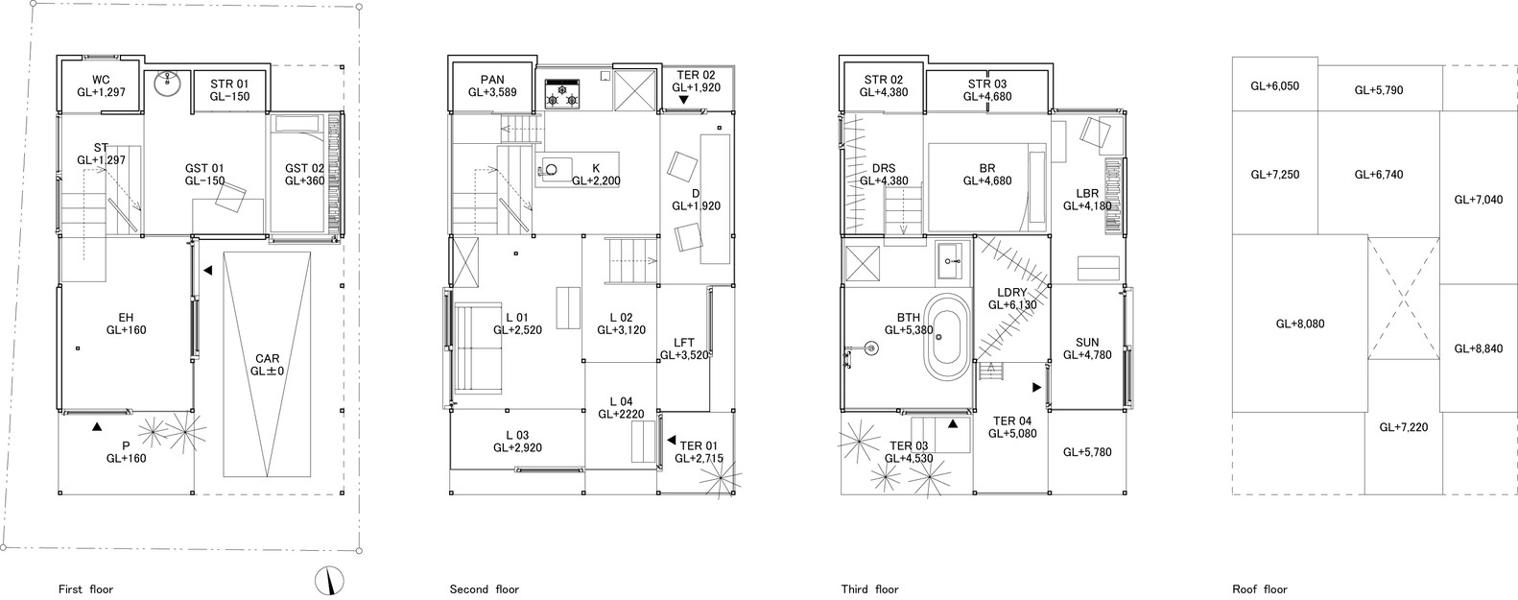 WC
GL+1,297
STR 01
GL−150
ST
GL+1,297
GST 01
GL-150
GST 02
GL+360
EH
GL+160
CAR
GL±0
P
GL+160
First floor
PAN
GL+3,589
TER 02
GL+1,920
K
GL+2,200
D
GL+1,920
L 01
GL+2,520
L 02
GL+3,120
LFT
GL+3,520
L 04
GL+2220
L 03
GL+2,920
TER 01
GL+2,715
Second floor
STR 02
GL+4,380
STR 03
GL+4,680
DRS
GL+4,380
BR
GL+4,680
LBR
GL+4,180
LDRY
GL+6,130
BTH
GL+5,380
SUN
GL+4,780
TER 03
GL+4,530
TER 04
GL+5,080
GL+5,780
Third floor
GL+6,050
GL+5,790
GL+7,250
GL+6,740
GL+7,040
GL+8,080
GL+8,840
GL+7,220
Roof floor